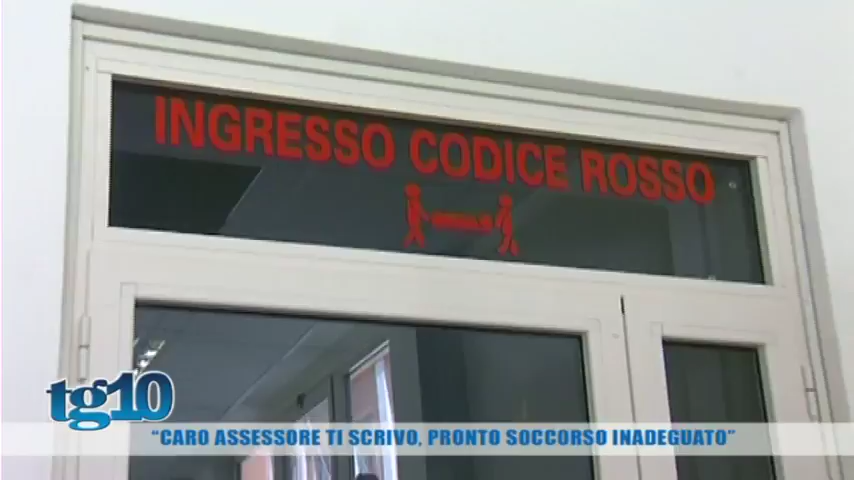 INGRESSO CODICE ROSSO
tg10
“CARO ASSESSORE TI SCRIVO, PRONTO SOCCORSO INADEGUATO”